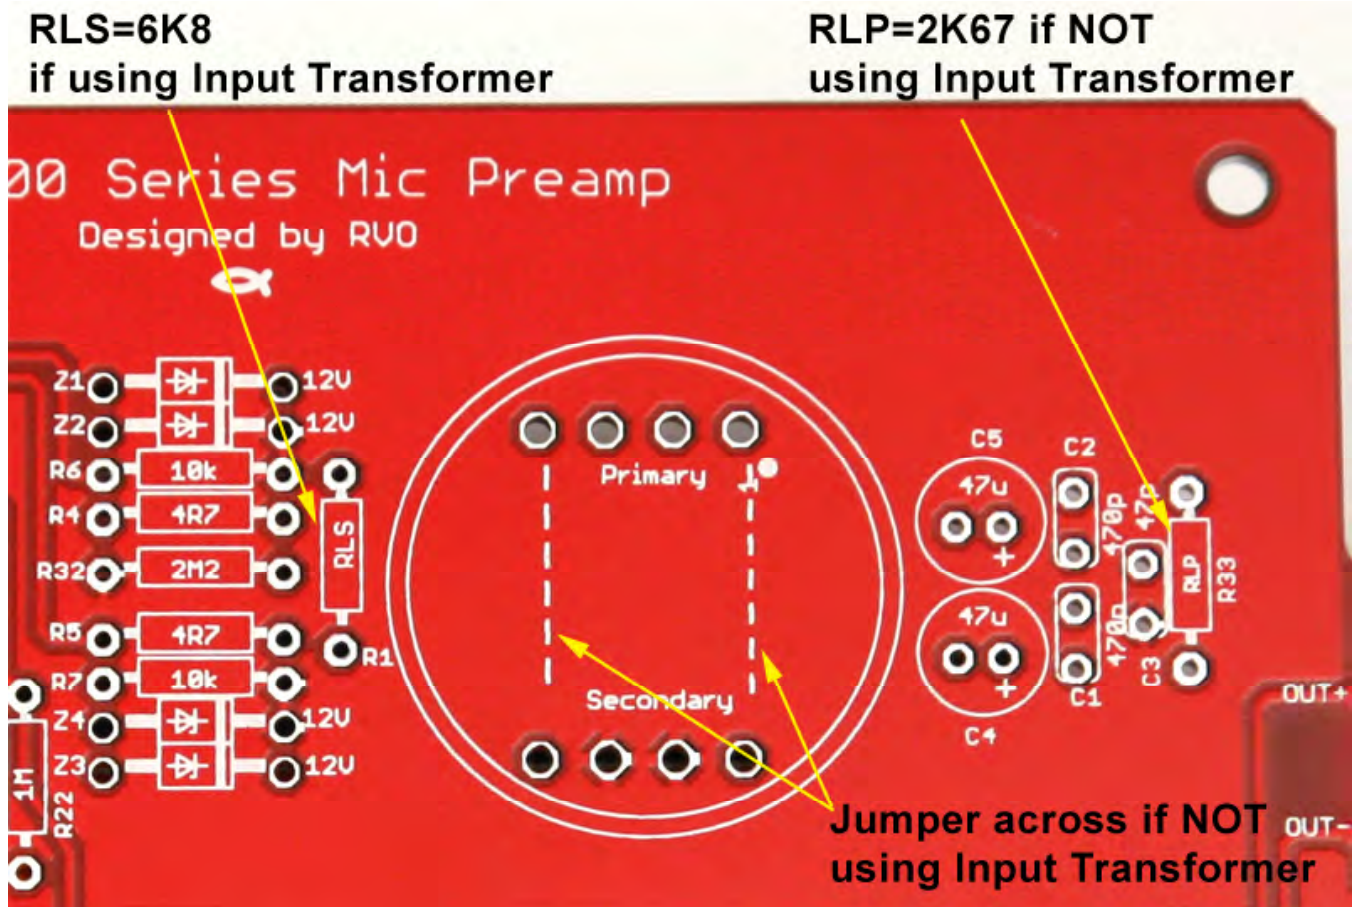 RLS=6K8
if using Input Transformer
RLP=2K67 if NOT
using Input Transformer
00 Series Mic Preamp
Designed by RVO
Z1
12V
Z2
12V
R6
10k
R4
4R7
R32
2M2
R5
4R7
R7
10k
Z4
12V
Z3
12V
RLS
R1
1M
R22
Primary
1
Secondary
C5
47u
47u
C4
C2
470p
47p
470p
C1
C3
RLP
R33
OUT+
OUT-
Jumper across if NOT
using Input Transformer